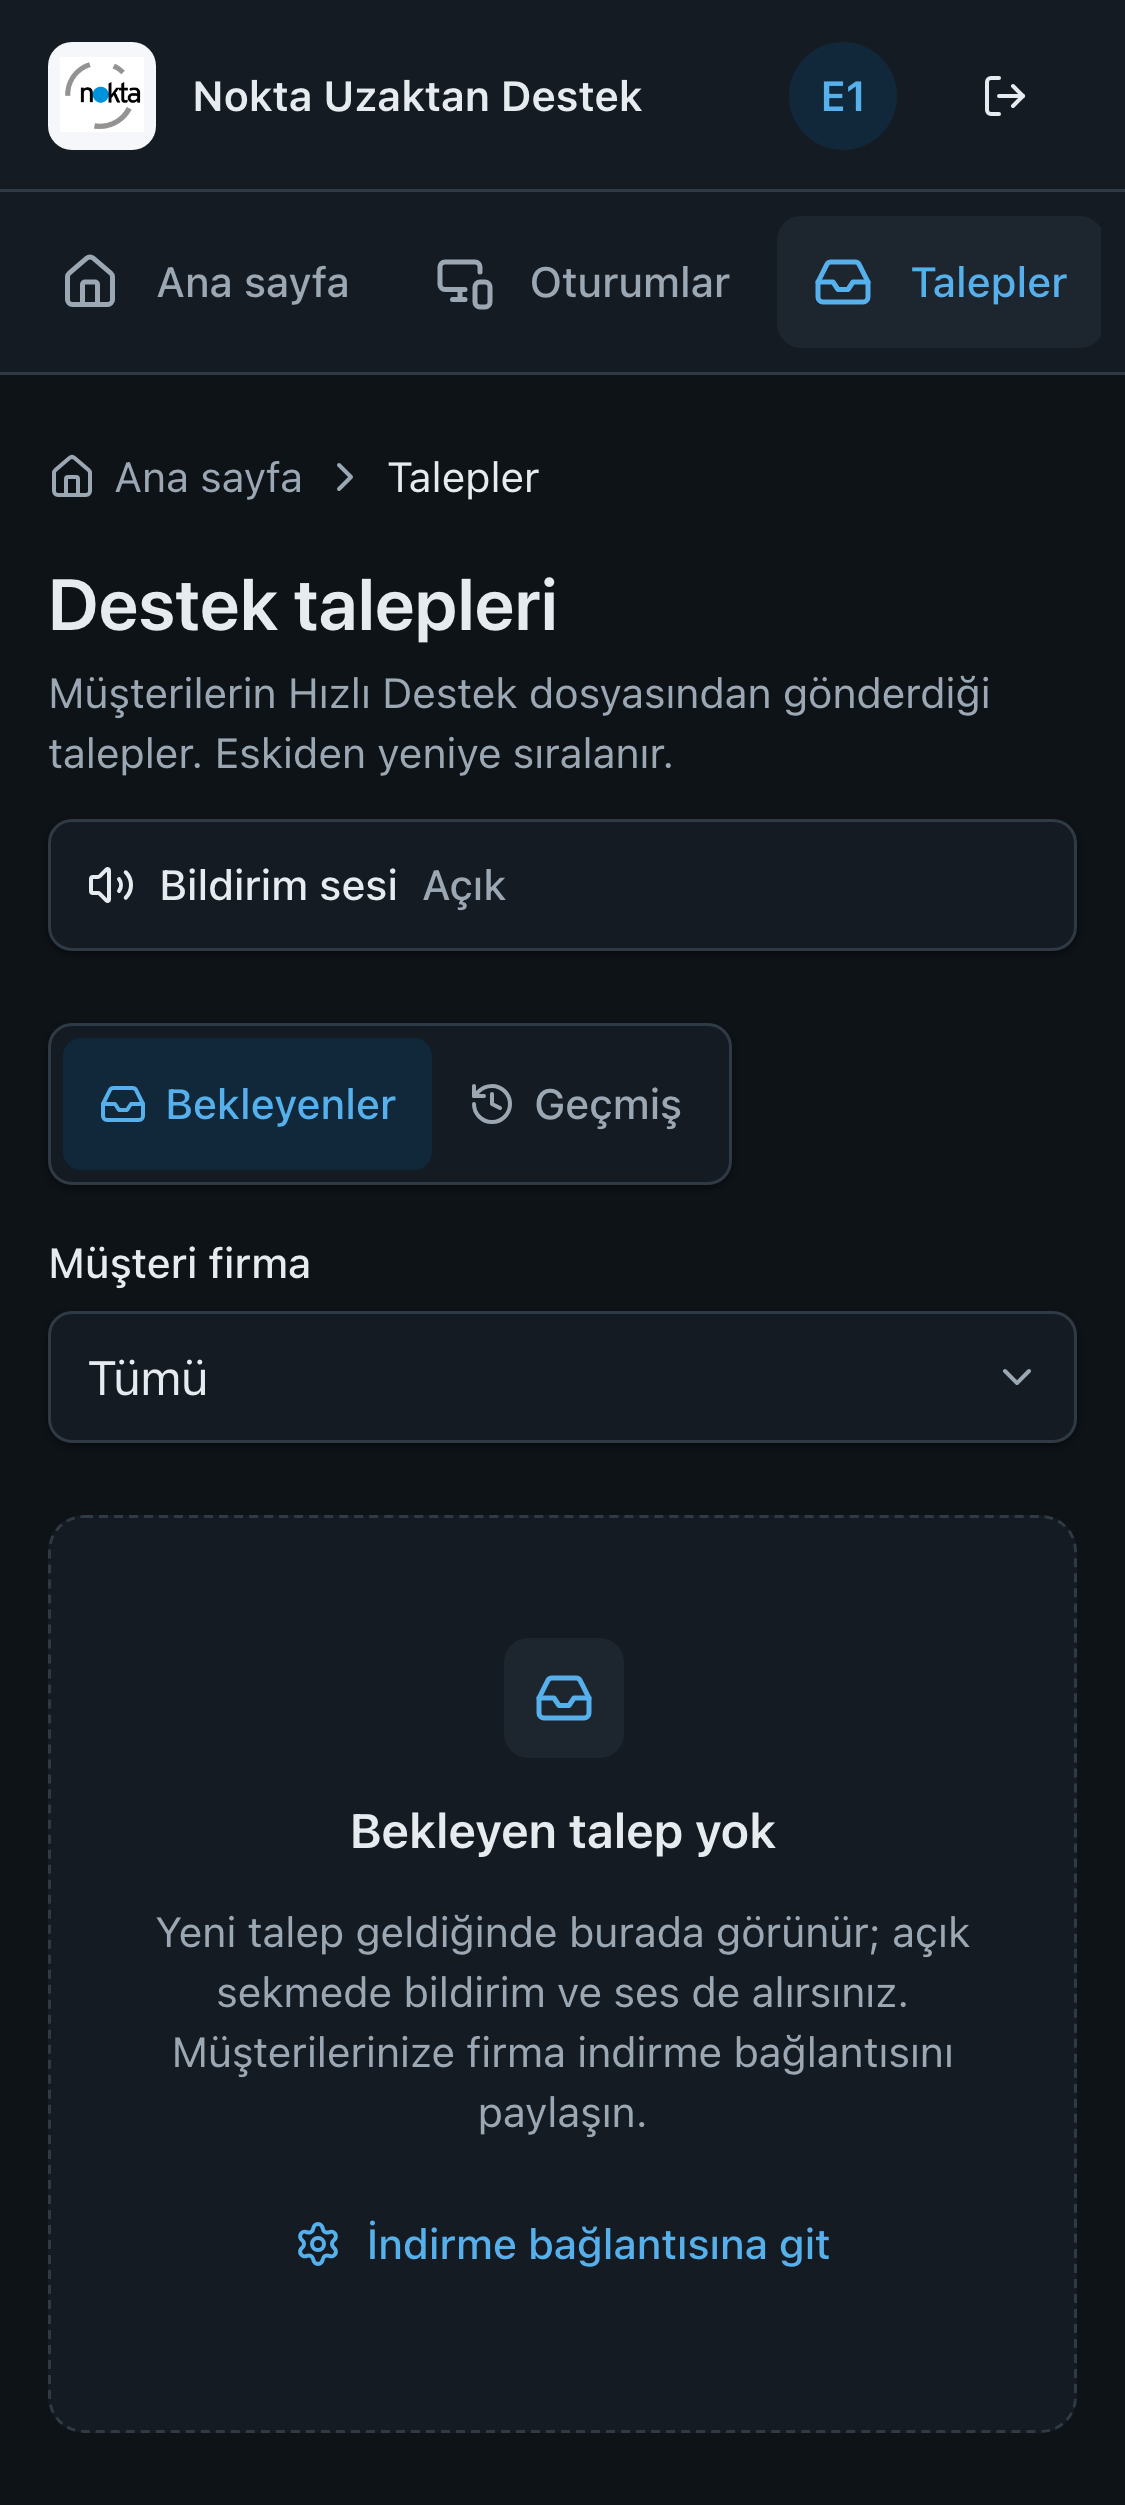 nokta
Nokta Uzaktan Destek
E1
Ana sayfa
Oturumlar
Talepler
Ana sayfa
Talepler
Destek talepleri
Müşterilerin Hızlı Destek dosyasından gönderdiği
talepler. Eskiden yeniye sıralanır.
Bildirim sesi Açık
Bekleyenler
Geçmiş
Müşteri firma
Tümü
Bekleyen talep yok
Yeni talep geldiğinde burada görünür; açık
sekmede bildirim ve ses de alırsınız.
Müşterilerinize firma indirme bağlantısını
paylaşın.
İndirme bağlantısına git